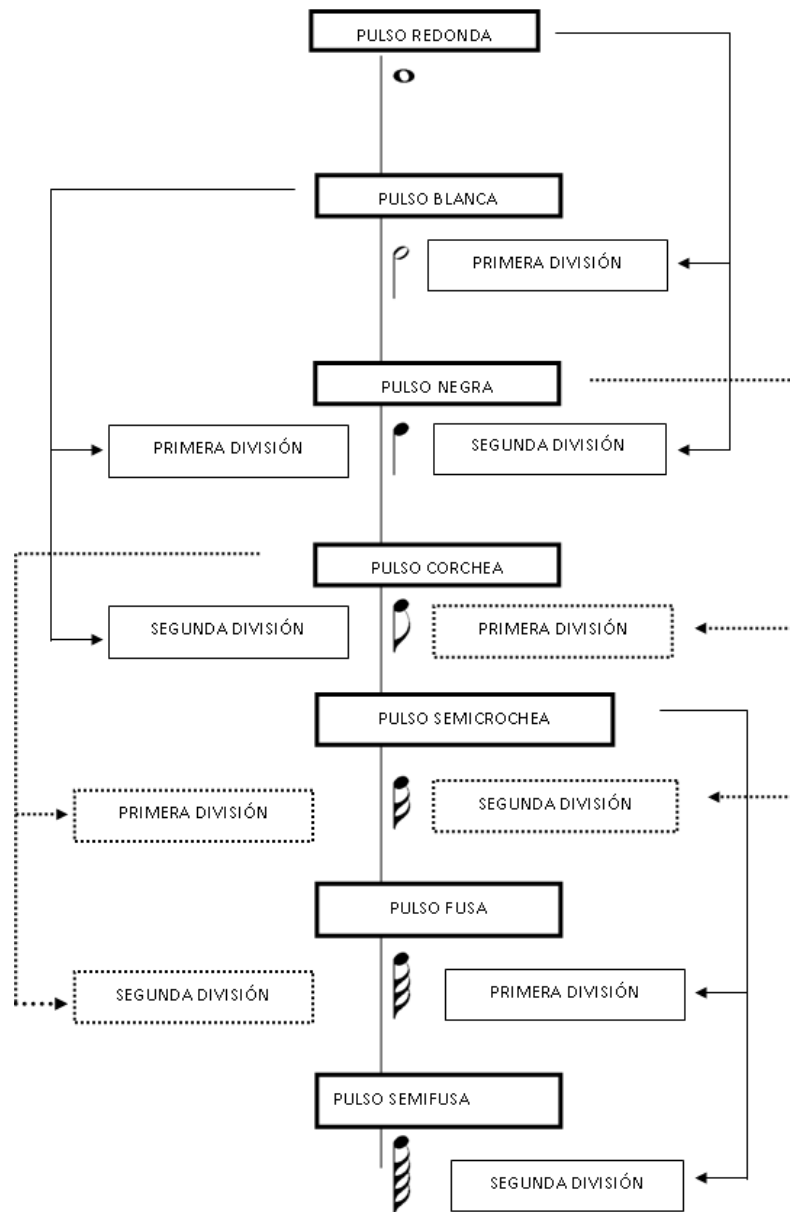 PULSO REDONDA
PULSO BLANCA
PRIMERA DIVISIÓN
PULSO NEGRA
PRIMERA DIVISIÓN
SEGUNDA DIVISIÓN
PULSO CORCHEA
SEGUNDA DIVISIÓN
PRIMERA DIVISIÓN
PULSO SEMICROCHEA
PRIMERA DIVISIÓN
SEGUNDA DIVISIÓN
PULSO FUSA
SEGUNDA DIVISIÓN
PRIMERA DIVISIÓN
PULSO SEMIFUSA
SEGUNDA DIVISIÓN